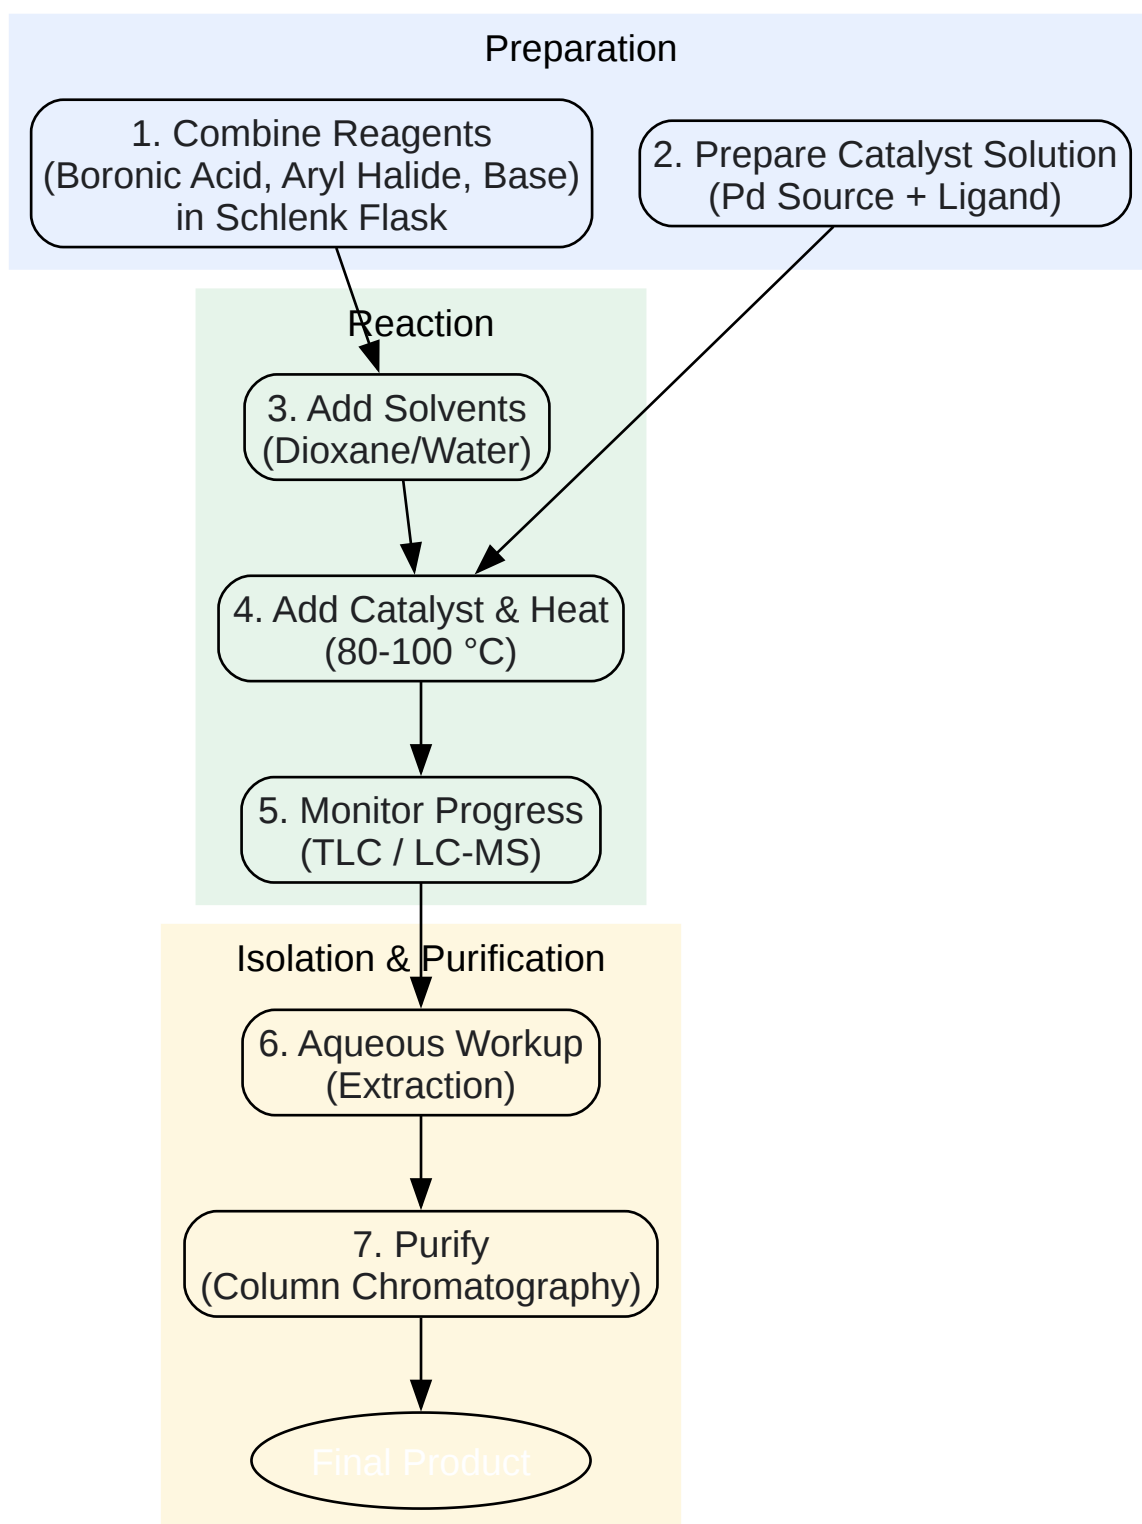 Preparation
1. Combine Reagents
(Boronic Acid, Aryl Halide, Base)
in Schlenk Flask
2. Prepare Catalyst Solution
(Pd Source + Ligand)
Reaction
3. Add Solvents
(Dioxane/Water)
4. Add Catalyst & Heat
(80-100 °C)
5. Monitor Progress
(TLC / LC-MS)
Isolation & Purification
6. Aqueous Workup
(Extraction)
7. Purify
(Column Chromatography)
Final Product